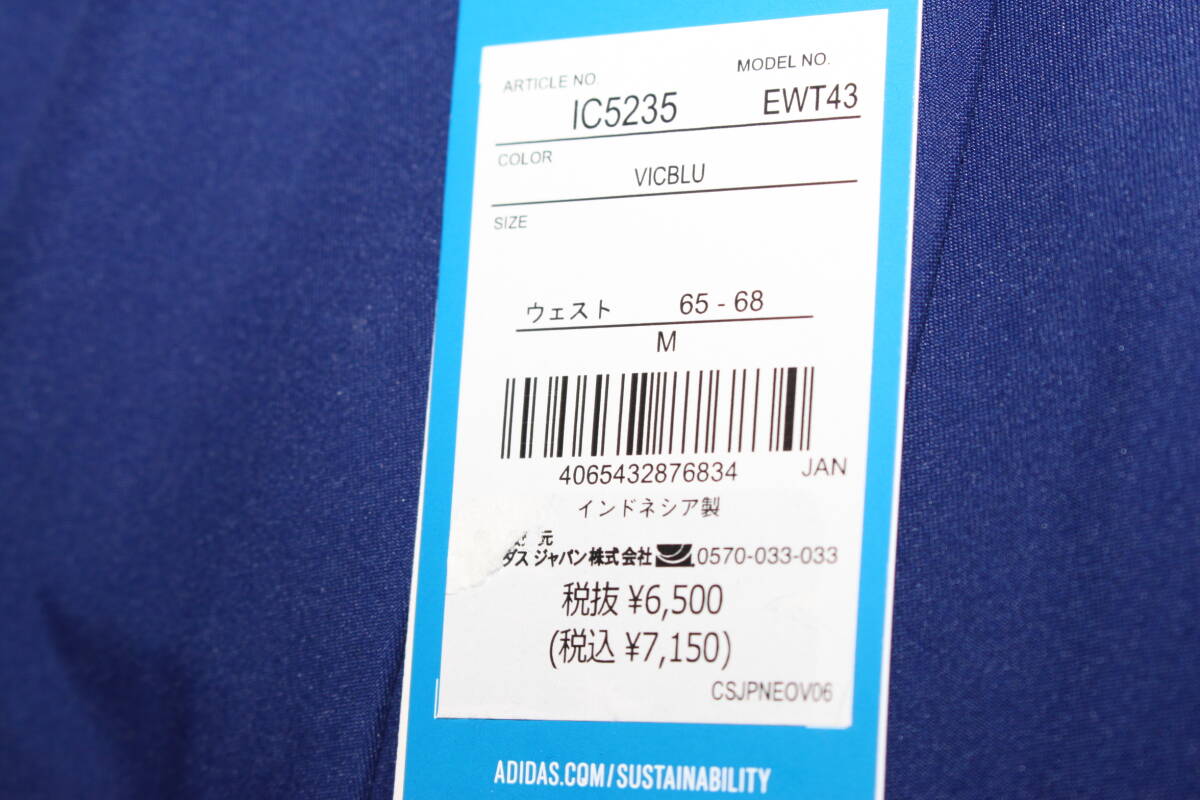 ARTICLE NO. MODEL NO.
IC5235 EWT43
COLOR
VICBLU
SIZE
ウェスト 65 - 68
M
4065432876834 JAN
インドネシア製
元
ダス ジャパン株式会社 0570-033-033
税抜 ¥6,500
(税込 ¥7,150)
CSJPNEOV06
ADIDAS.COM/SUSTAINABILITY